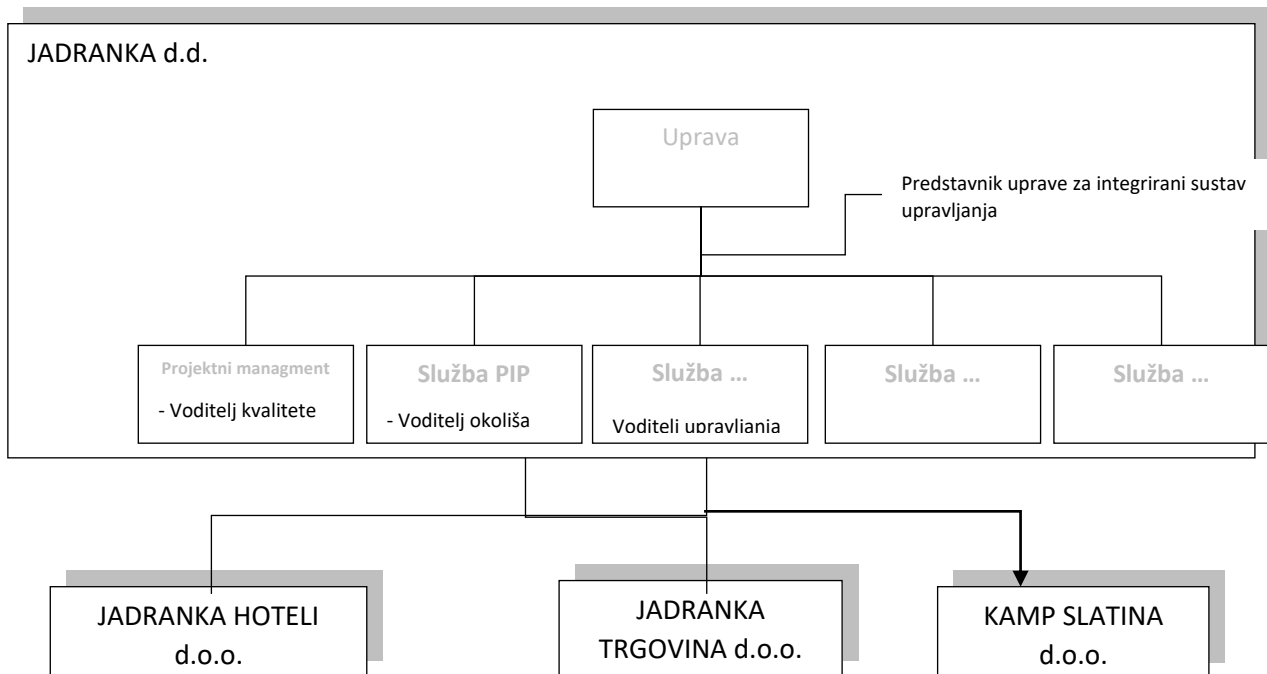 JADRANKA d.d.
Uprava
Predstavnik uprave za integrirani sustav
upravljanja
Projektni managment
- Voditelj kvalitete
Služba PIP
- Voditelj okoliša
Služba ...
Voditelj upravljanja
Služba ...
Služba ...
JADRANKA HOTELI
d.o.o.
JADRANKA
TRGOVINA d.o.o.
KAMP SLATINA
d.o.o.